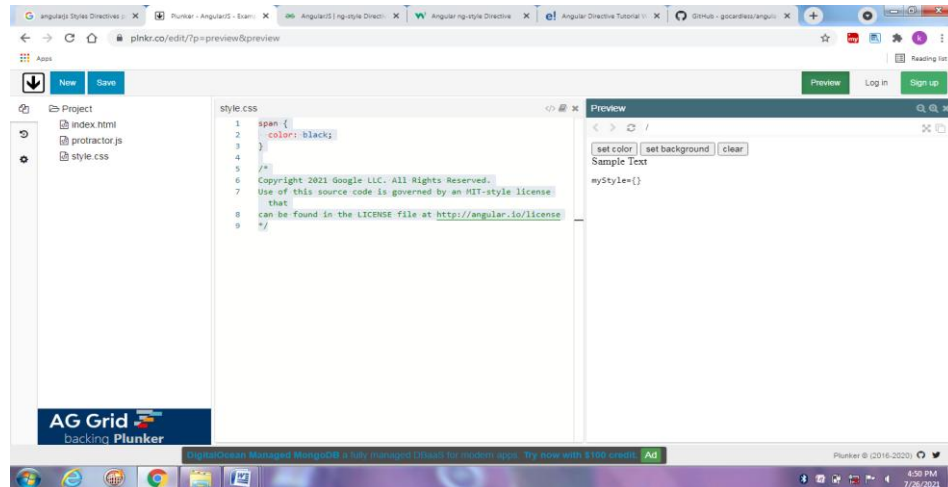 angularjs Styles Directives p
Plunker - AngularJS - Exam
AngularJS | ng-style Directi
Angular ng-style Directive
Angular Directive Tutorial
GitHub - gocardless/angula
plnkr.co/edit/?p=preview&preview
Apps
Reading list
New
Save
Preview
Log in
Sign up
Project
index.html
protractor.js
style.css
style.css
1 span {
2 color: black;
3 }
4
5 /*
6 Copyright 2021 Google LLC. All Rights Reserved.
7 Use of this source code is governed by an MIT-style license
that
8 can be found in the LICENSE file at http://angular.io/license
9 */
Preview
/
set color
set background
clear
Sample Text
myStyle={}
AG Grid
backing Plunker
DigitalOcean Managed MongoDB a fully managed DBaaS for modern apps. Try now with $100 credit. Ad
Plunker © (2016-2020)
4:50 PM
7/26/2021